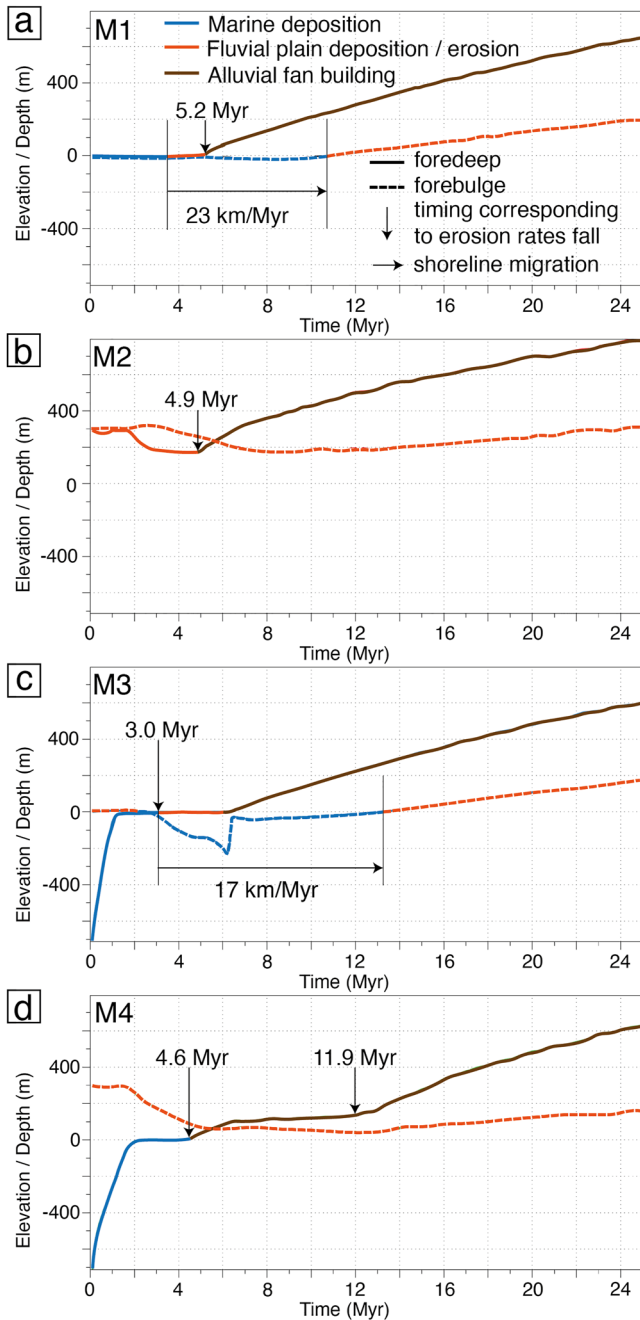 a
M1
Marine deposition
Fluvial plain deposition / erosion
Alluvial fan building
5.2 Myr
foredeep
forebulge
timing corresponding
to erosion rates fall
shoreline migration
23 km/Myr
Elevation / Depth (m)
400
0
-400
0 4 8 12 16 20 24
Time (Myr)
b
M2
4.9 Myr
Elevation / Depth (m)
400
0
-400
0 4 8 12 16 20 24
Time (Myr)
c
M3
3.0 Myr
17 km/Myr
Elevation / Depth (m)
400
0
-400
0 4 8 12 16 20 24
Time (Myr)
d
M4
4.6 Myr
11.9 Myr
Elevation / Depth (m)
400
0
-400
0 4 8 12 16 20 24
Time (Myr)